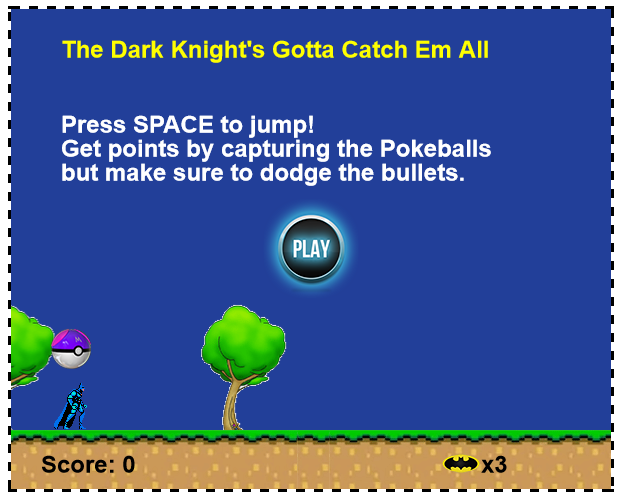 The Dark Knight's Gotta Catch Em All
Press SPACE to jump!
Get points by capturing the Pokeballs
but make sure to dodge the bullets.
PLAY
Score: 0
x3